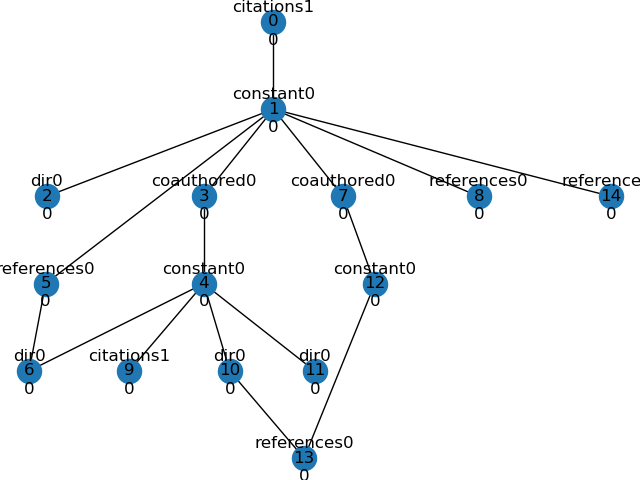 citations1
0
0
constant0
1
0
dir0 coauthored0 coauthored0 references0 reference
2 3 7 8 14
0 0 0 0 0
references0 constant0 constant0
5 4 12
0 0 0
dir0 citations1 dir0 dir0
6 9 10 11
0 0 0 0
references0
13
0